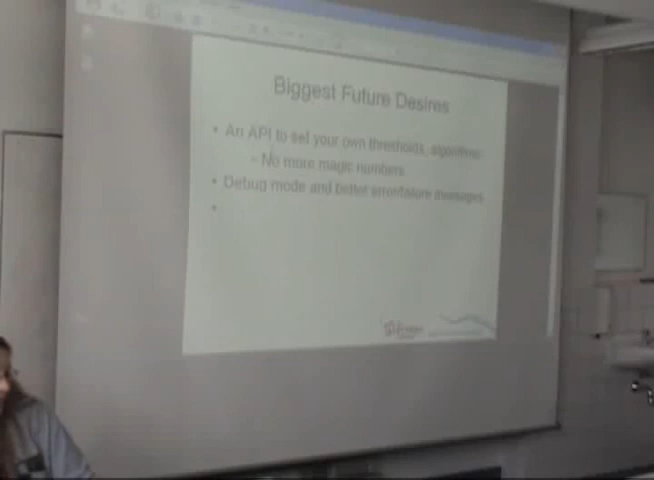 Biggest Future Desires
• An API to set your own thresholds, algorithms
- No more magic numbers
• Debug mode and better error/failure messages
•